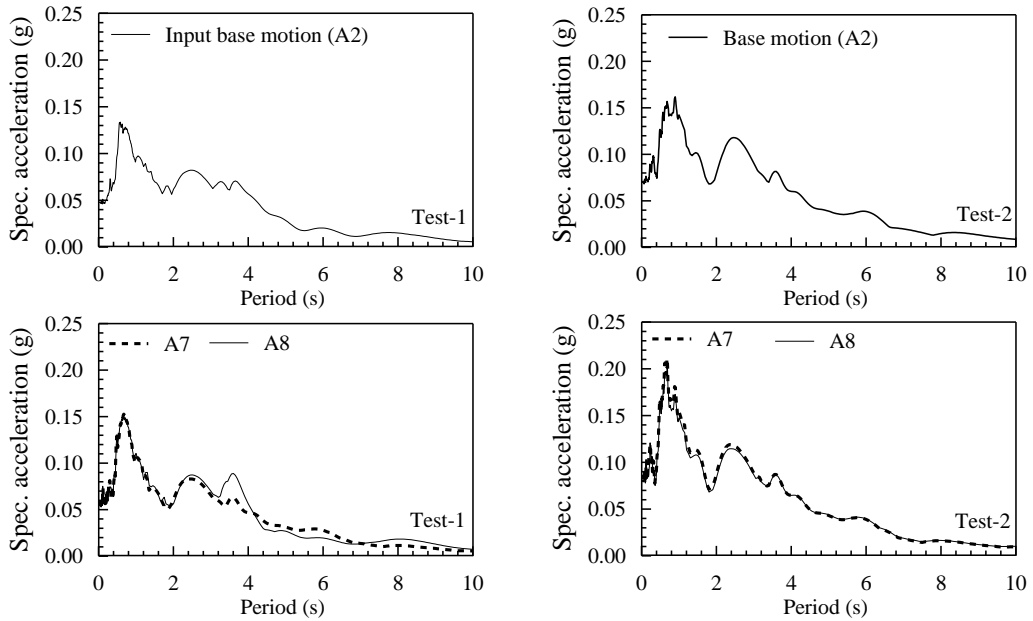 0.25
0.20
0.15
0.10
0.05
0.00
Spec. acceleration (g)
Input base motion (A2)
Test-1
0 2 4 6 8 10
Period (s)
0.25
0.20
0.15
0.10
0.05
0.00
Spec. acceleration (g)
Base motion (A2)
Test-2
0 2 4 6 8 10
Period (s)
0.25
0.20
0.15
0.10
0.05
0.00
Spec. acceleration (g)
A7 A8
Test-1
0 2 4 6 8 10
Period (s)
0.25
0.20
0.15
0.10
0.05
0.00
Spec. acceleration (g)
A7 A8
Test-2
0 2 4 6 8 10
Period (s)